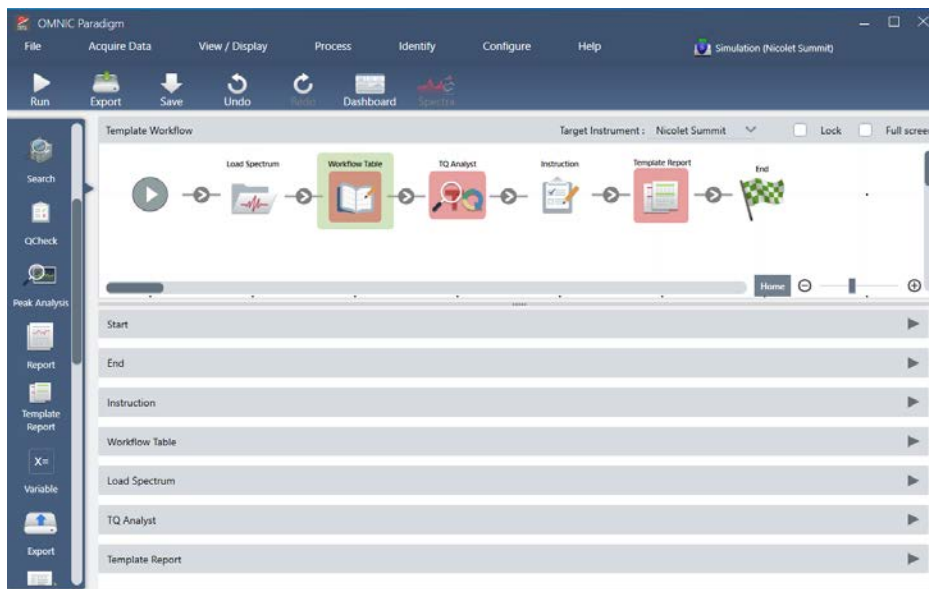 OMNIC Paradigm
File Acquire Data View / Display Process Identify Configure Help Simulation (Nicolet Summit)
Run Export Save Undo Redo Dashboard Spectra
Template Workflow Target Instrument : Nicolet Summit Lock Full scree
Load Spectrum Workflow Table TQ Analyst Instruction Template Report End
Home
Search
QCheck
Peak Analysis
Report
Template
Report
X=
Variable
Export
Start
End
Instruction
Workflow Table
Load Spectrum
TQ Analyst
Template Report